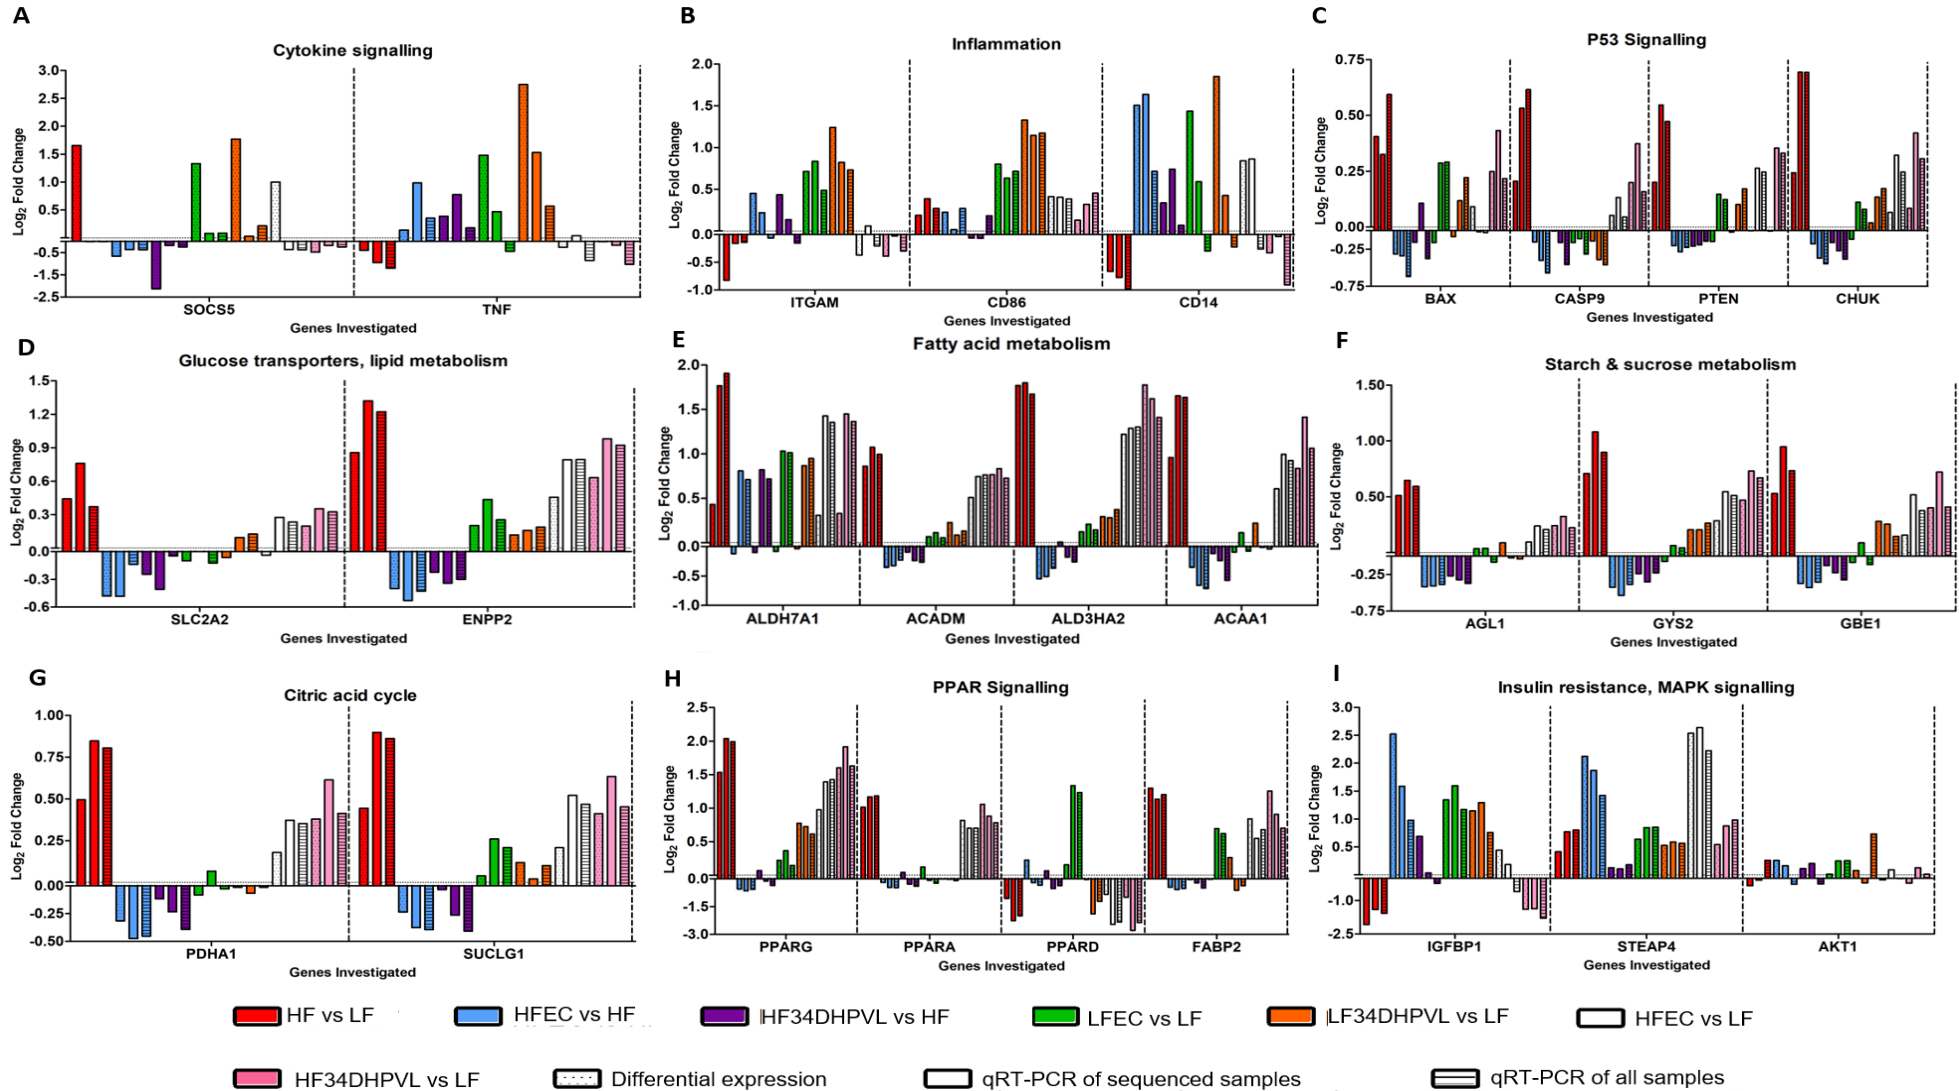 A
Cytokine signalling
Log2 Fold Change
3.0
2.5
2.0
1.5
1.0
0.5
-0.5
-1.5
-2.5
SOCS5 TNF
Genes Investigated
B
Inflammation
Log2 Fold Change
2.0
1.5
1.0
0.5
0.0
-0.5
-1.0
ITGAM CD86 CD14
Genes Investigated
C
P53 Signalling
Log2 Fold Change
0.75
0.50
0.25
0.00
-0.25
-0.75
BAX CASP9 PTEN CHUK
Genes Investigated
D
Glucose transporters, lipid metabolism
Log2 Fold Change
1.5
1.2
0.9
0.6
0.3
0.0
-0.3
-0.6
SLC2A2 ENPP2
Genes Investigated
E
Fatty acid metabolism
Log2 Fold Change
2.0
1.5
1.0
0.5
0.0
-0.5
-1.0
ALDH7A1 ACADM ALD3HA2 ACAA1
Genes Investigated
F
Starch & sucrose metabolism
Log2 Fold Change
1.50
1.00
0.50
-0.25
-0.75
AGL1 GYS2 GBE1
Genes Investigated
G
Citric acid cycle
Log2 Fold Change
1.00
0.75
0.50
0.25
0.00
-0.25
-0.50
PDHA1 SUCLG1
Genes Investigated
H
PPAR Signalling
Log2 Fold Change
2.5
2.0
1.5
1.0
0.5
0.0
-1.5
-3.0
PPARG PPARA PPARD FABP2
Genes Investigated
I
Insulin resistance, MAPK signalling
Log2 Fold Change
3.0
2.5
2.0
1.5
1.0
0.5
-1.0
-2.5
IGFBP1 STEAP4 AKT1
Genes Investigated
HF vs LF HFEC vs HF HF34DHPVL vs HF LFEC vs LF LF34DHPVL vs LF HFEC vs LF
HF34DHPVL vs LF Differential expression qRT-PCR of sequenced samples qRT-PCR of all samples